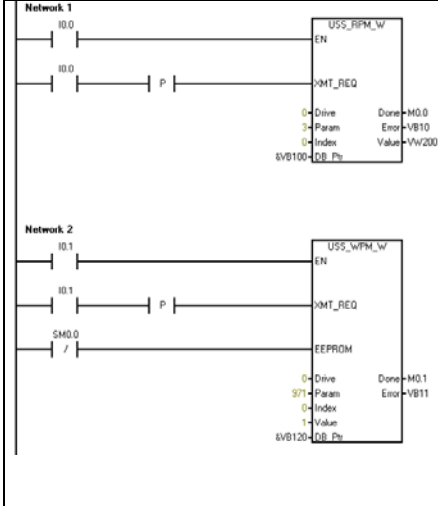 Network 1
I0.0
USS_RPM_W
EN
I0.0
P
XMT_REQ
0 Drive Done M0.0
3 Param Error VB10
0 Index Value VW200
&VB100 DB_Ptr
Network 2
I0.1
USS_WPM_W
EN
I0.1
P
XMT_REQ
SM0.0
/
EEPROM
0 Drive Done M0.1
971 Param Error VB11
0 Index
1 Value
&VB120 DB_Ptr